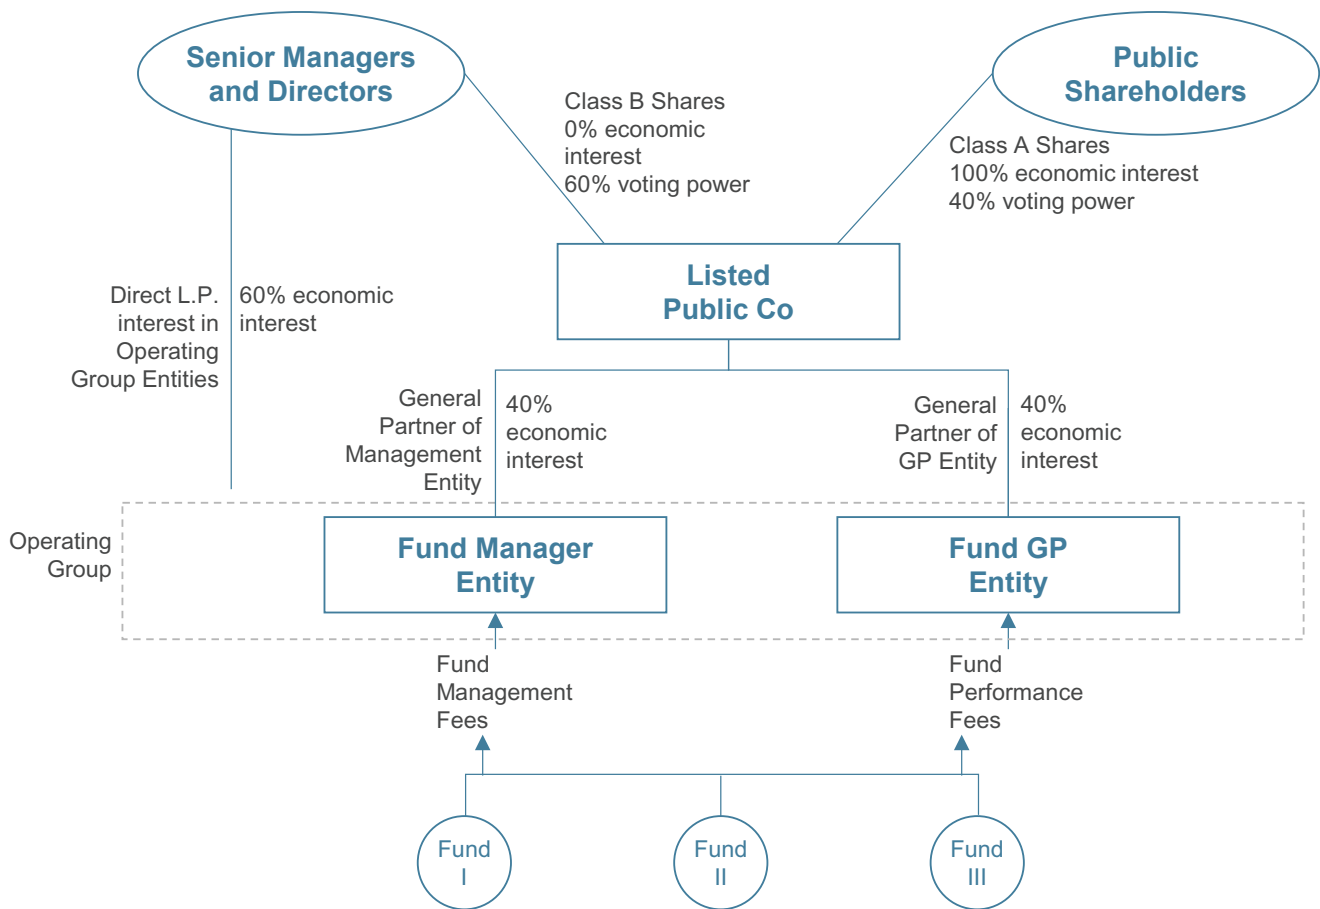 Senior Managers
and Directors
Public
Shareholders
Class B Shares
0% economic
interest
60% voting power
Class A Shares
100% economic interest
40% voting power
Listed
Public Co
Direct L.P.
interest in
Operating
Group Entities
60% economic
interest
General
Partner of
Management
Entity
40%
economic
interest
General
Partner of
GP Entity
40%
economic
interest
Operating
Group
Fund Manager
Entity
Fund GP
Entity
Fund
Management
Fees
Fund
Performance
Fees
Fund
I
Fund
II
Fund
III